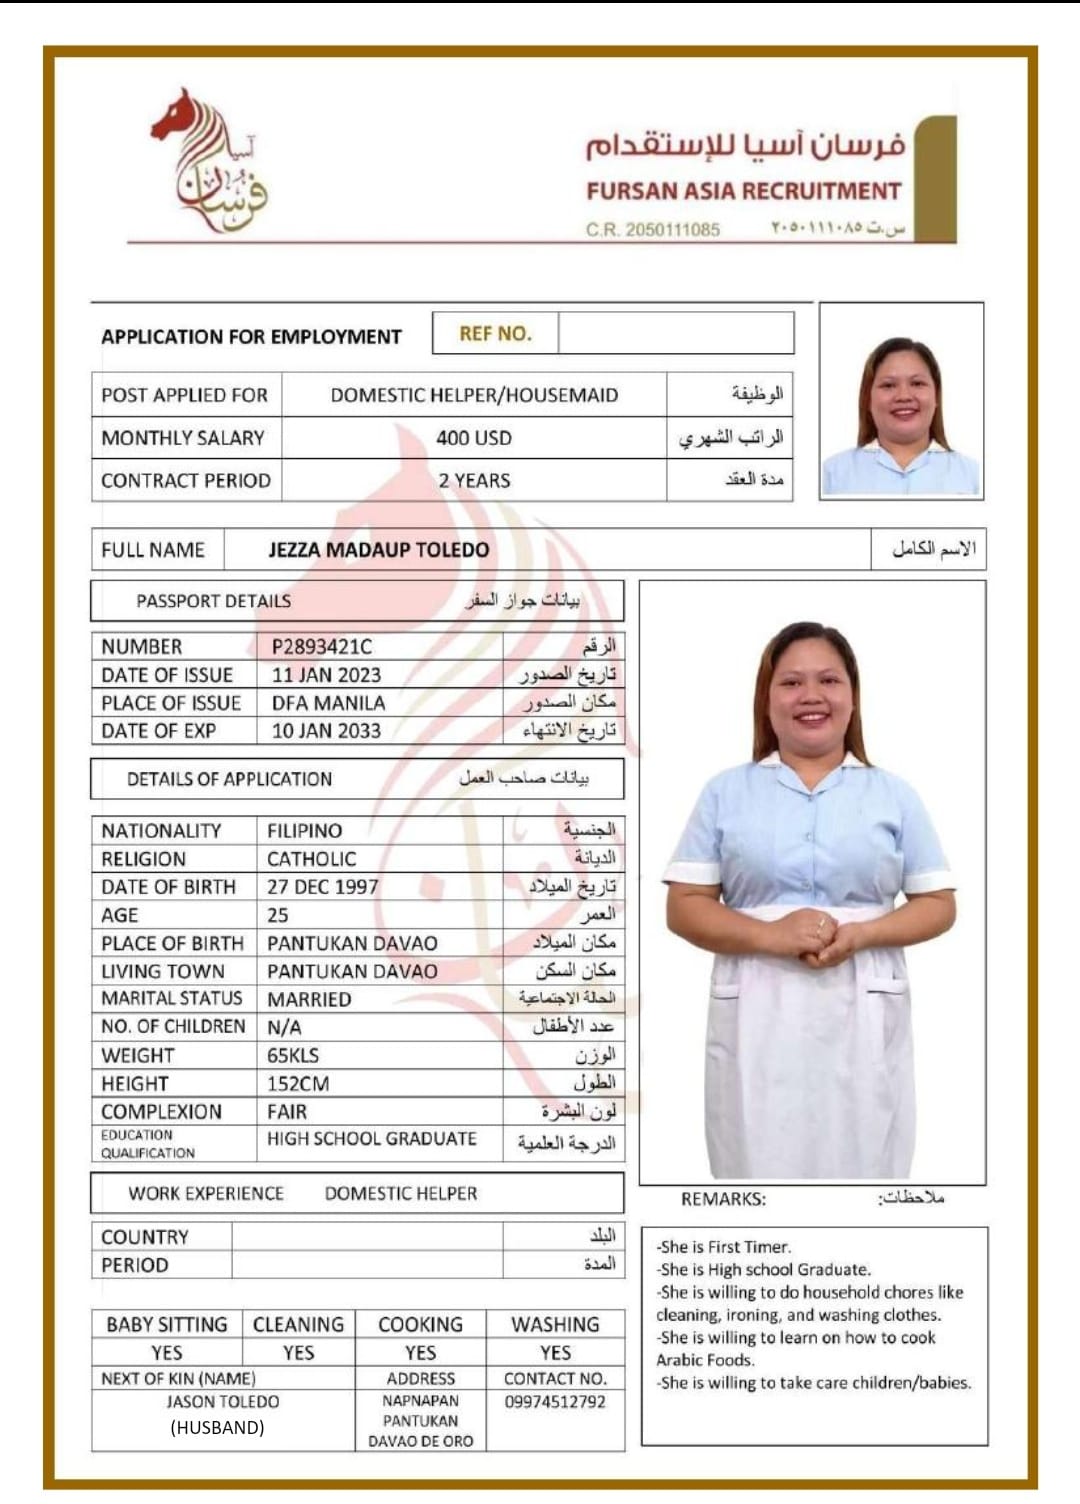 آسيا
فرسان
فرسان آسيا للإستقدام
FURSAN ASIA RECRUITMENT
C.R. 2050111085 س.ت ٢٠٥٠١١١٠٨٥
APPLICATION FOR EMPLOYMENT REF NO.
POST APPLIED FOR DOMESTIC HELPER/HOUSEMAID الوظيفة
MONTHLY SALARY 400 USD الراتب الشهري
CONTRACT PERIOD 2 YEARS مدة العقد
FULL NAME JEZZA MADAUP TOLEDO الاسم الكامل
PASSPORT DETAILS بيانات جواز السفر
NUMBER P2893421C الرقم
DATE OF ISSUE 11 JAN 2023 تاريخ الصدور
PLACE OF ISSUE DFA MANILA مكان الصدور
DATE OF EXP 10 JAN 2033 تاريخ الانتهاء
DETAILS OF APPLICATION بيانات صاحب العمل
NATIONALITY FILIPINO الجنسية
RELIGION CATHOLIC الديانة
DATE OF BIRTH 27 DEC 1997 تاريخ الميلاد
AGE 25 العمر
PLACE OF BIRTH PANTUKAN DAVAO مكان الميلاد
LIVING TOWN PANTUKAN DAVAO مكان السكن
MARITAL STATUS MARRIED الحالة الاجتماعية
NO. OF CHILDREN N/A عدد الأطفال
WEIGHT 65KLS الوزن
HEIGHT 152CM الطول
COMPLEXION FAIR لون البشرة
EDUCATION QUALIFICATION HIGH SCHOOL GRADUATE الدرجة العلمية
WORK EXPERIENCE DOMESTIC HELPER
COUNTRY البلد
PERIOD المدة
BABY SITTING CLEANING COOKING WASHING
YES YES YES YES
NEXT OF KIN (NAME) ADDRESS CONTACT NO.
JASON TOLEDO NAPNAPAN 09974512792
(HUSBAND) PANTUKAN
DAVAO DE ORO
REMARKS: ملاحظات:
-She is First Timer.
-She is High school Graduate.
-She is willing to do household chores like
cleaning, ironing, and washing clothes.
-She is willing to learn on how to cook
Arabic Foods.
-She is willing to take care children/babies.